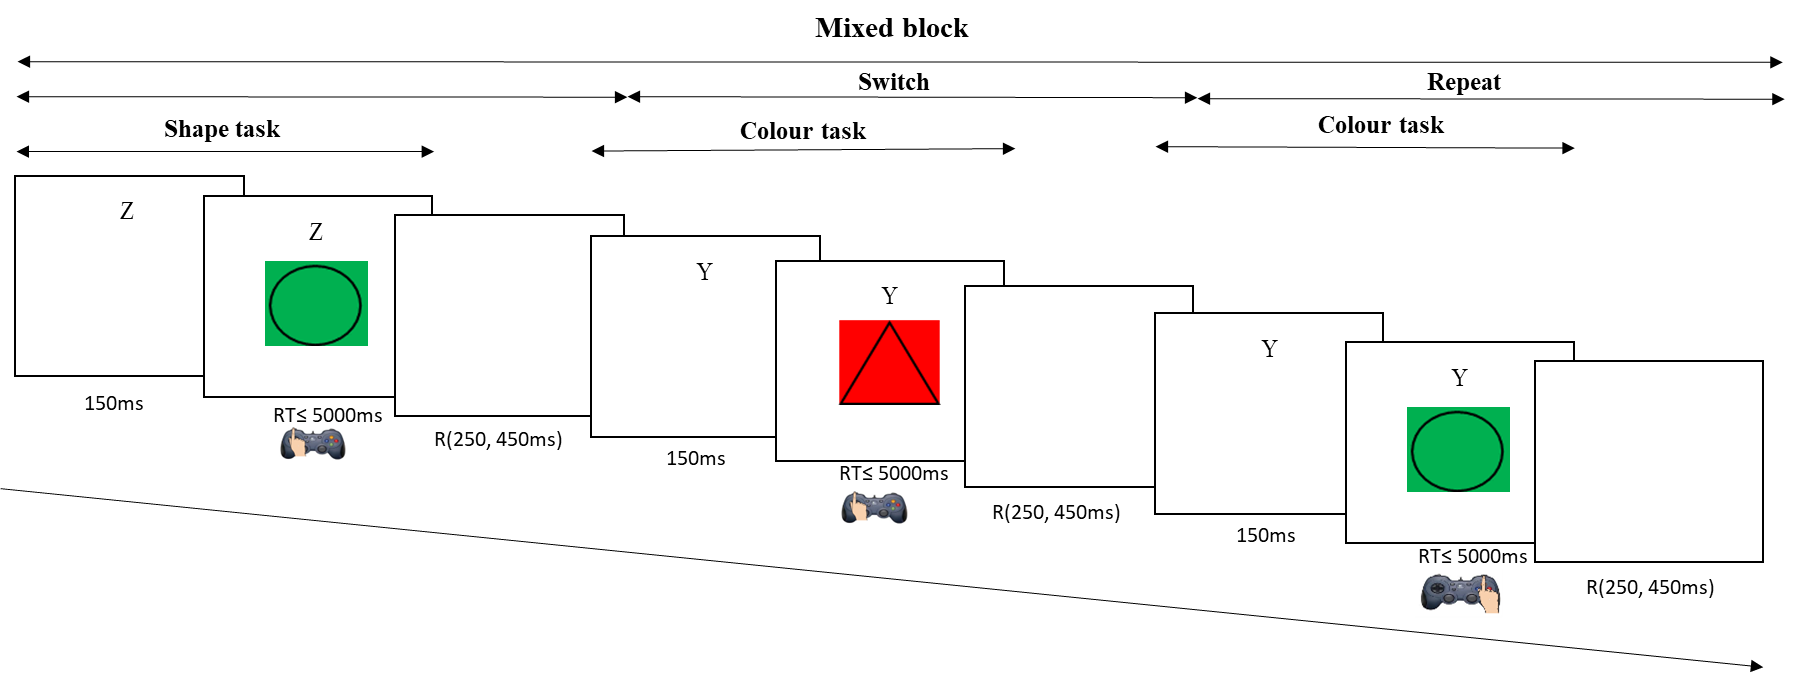 Mixed block
Switch
Repeat
Shape task
Colour task
Colour task
Z
150ms
Z
RT≤ 5000ms
R(250, 450ms)
Y
150ms
Y
RT≤ 5000ms
R(250, 450ms)
Y
150ms
Y
RT≤ 5000ms
R(250, 450ms)